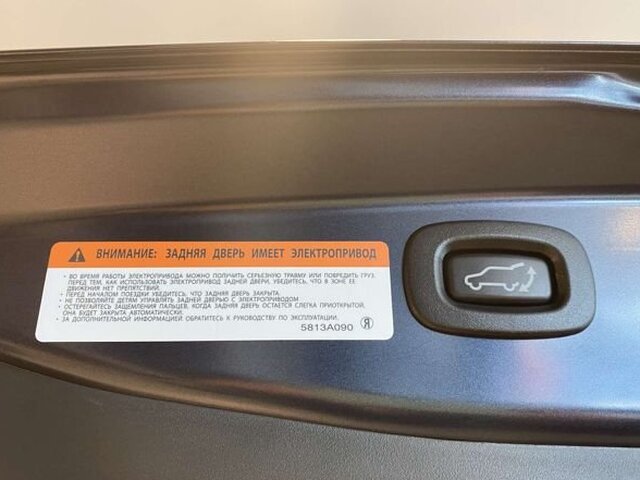 ВНИМАНИЕ: ЗАДНЯЯ ДВЕРЬ ИМЕЕТ ЭЛЕКТРОПРИВОД
• ВО ВРЕМЯ РАБОТЫ ЭЛЕКТРОПРИВОДА МОЖНО ПОЛУЧИТЬ СЕРЬЕЗНУЮ ТРАВМУ ИЛИ ПОВРЕДИТЬ ГРУЗ.
ПЕРЕД ТЕМ, КАК ИСПОЛЬЗОВАТЬ ЭЛЕКТРОПРИВОД ЗАДНЕЙ ДВЕРИ, УБЕДИТЕСЬ, ЧТО В ЗОНЕ ЕЕ
ДВИЖЕНИЯ НЕТ ПРЕПЯТСТВИЙ.
• ПЕРЕД НАЧАЛОМ ПОЕЗДКИ УБЕДИТЕСЬ, ЧТО ЗАДНЯЯ ДВЕРЬ ЗАКРЫТА.
• НЕ ПОЗВОЛЯЙТЕ ДЕТЯМ УПРАВЛЯТЬ ЗАДНЕЙ ДВЕРЬЮ С ЭЛЕКТРОПРИВОДОМ
• ОСТЕРЕГАЙТЕСЬ ЗАЩЕМЛЕНИЯ ПАЛЬЦЕВ, КОГДА ЗАДНЯЯ ДВЕРЬ ОСТАЕТСЯ СЛЕГКА ПРИОТКРЫТОЙ,
ОНА БУДЕТ ЗАКРЫТА АВТОМАТИЧЕСКИ.
• ЗА ДОПОЛНИТЕЛЬНОЙ ИНФОРМАЦИЕЙ ОБРАТИТЕСЬ К РУКОВОДСТВУ ПО ЭКСПЛУАТАЦИИ.
5813A090 Я